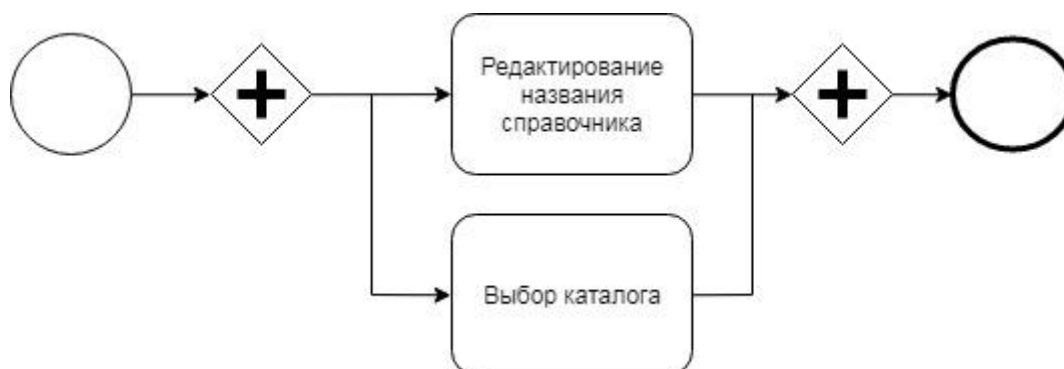 Редактирование
названия
справочника
Выбор каталога